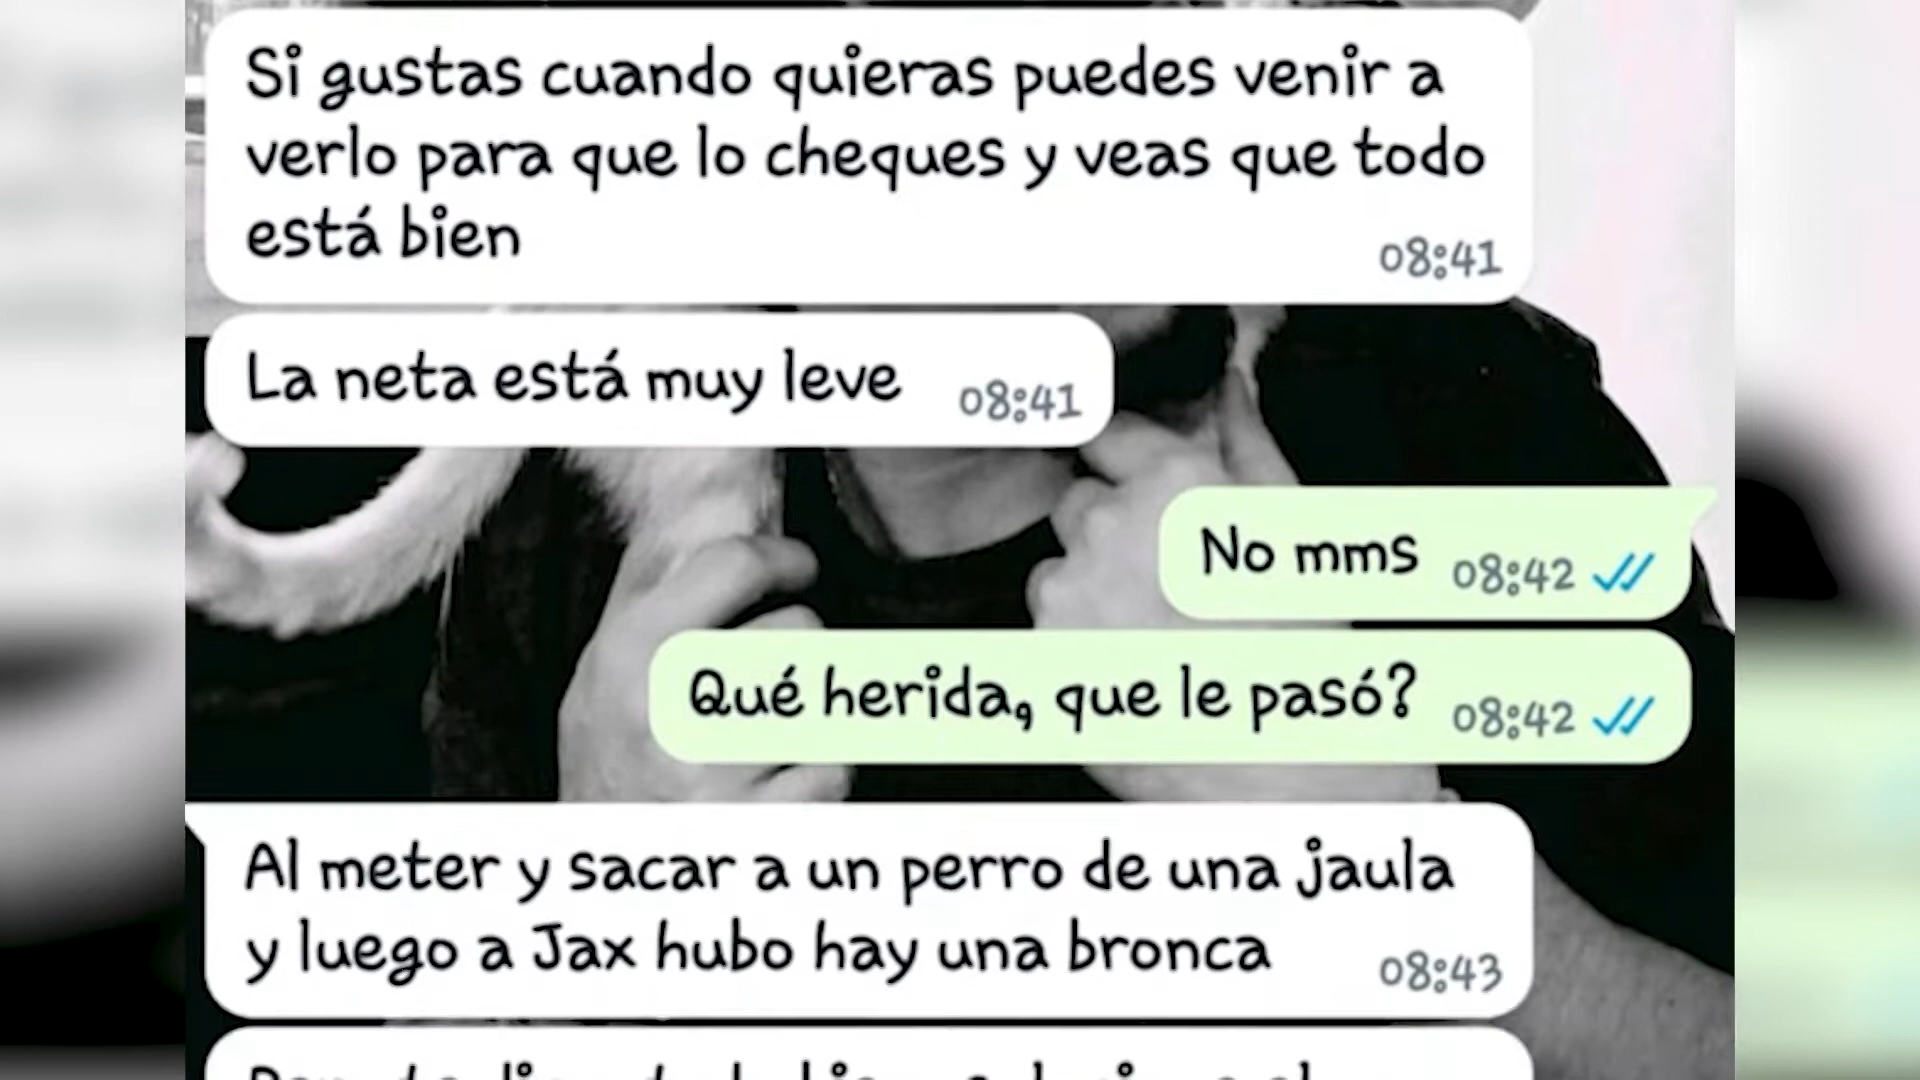 Si gustas cuando quieras puedes venir a
verlo para que lo cheques y veas que todo
está bien
08:41
La neta está muy leve 08:41
No mms 08:42
Qué herida, que le pasó? 08:42
Al meter y sacar a un perro de una jaula
y luego a Jax hubo hay una bronca
08:43